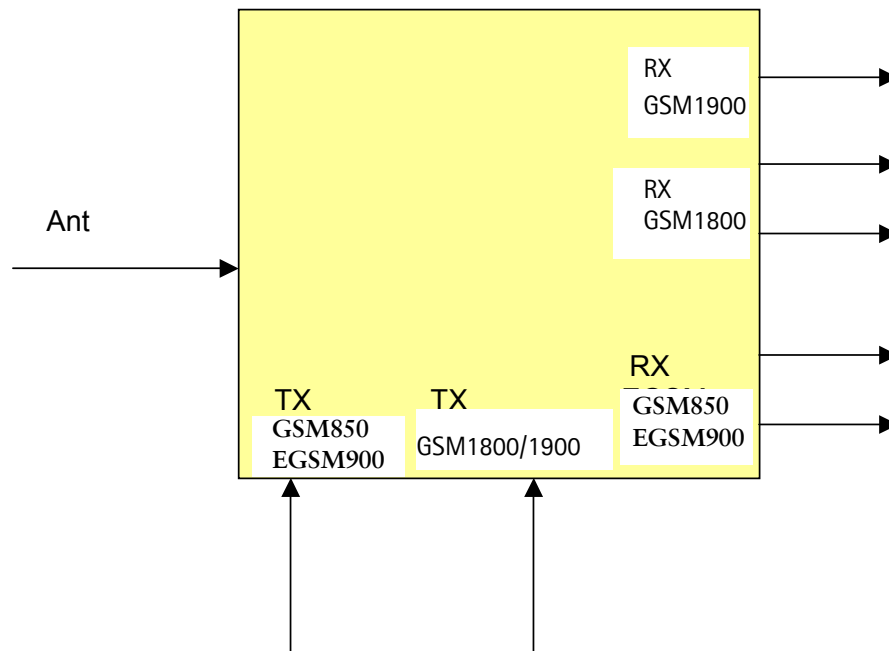 RX
GSM1900
RX
GSM1800
Ant
RX
GSM850
EGSM900
TX
GSM850
EGSM900
TX
GSM1800/1900